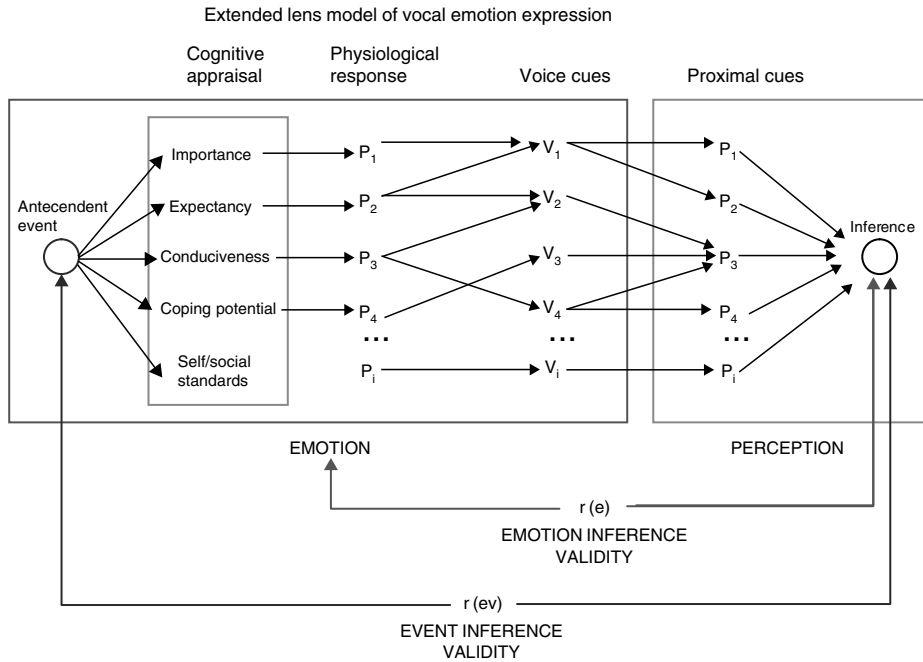 Extended lens model of vocal emotion expression
Cognitive appraisal
Physiological response
Voice cues
Proximal cues
Antecendent event
Importance
Expectancy
Conduciveness
Coping potential
Self/social standards
P1
P2
P3
P4
...
Pi
V1
V2
V3
V4
...
Vi
P1
P2
P3
P4
...
Pi
Inference
EMOTION
PERCEPTION
r (e)
EMOTION INFERENCE
VALIDITY
r (ev)
EVENT INFERENCE
VALIDITY